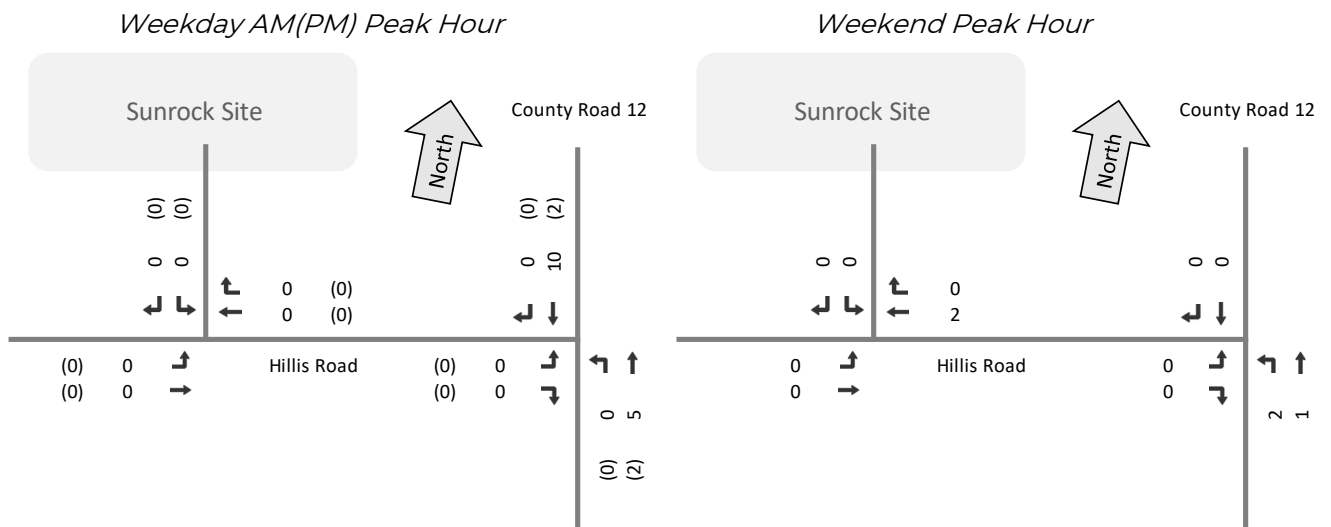 Weekday AM(PM) Peak Hour
Sunrock Site
North
County Road 12
(0) (0)
0 0
(0) (2)
0 10
0 (0)
0 (0)
(0) 0
(0) 0
Hillis Road
(0) 0
(0) 0
0 5
(0) (2)
Weekend Peak Hour
Sunrock Site
North
County Road 12
0 0
0 0
0
2
0
0
Hillis Road
0
0
2 1